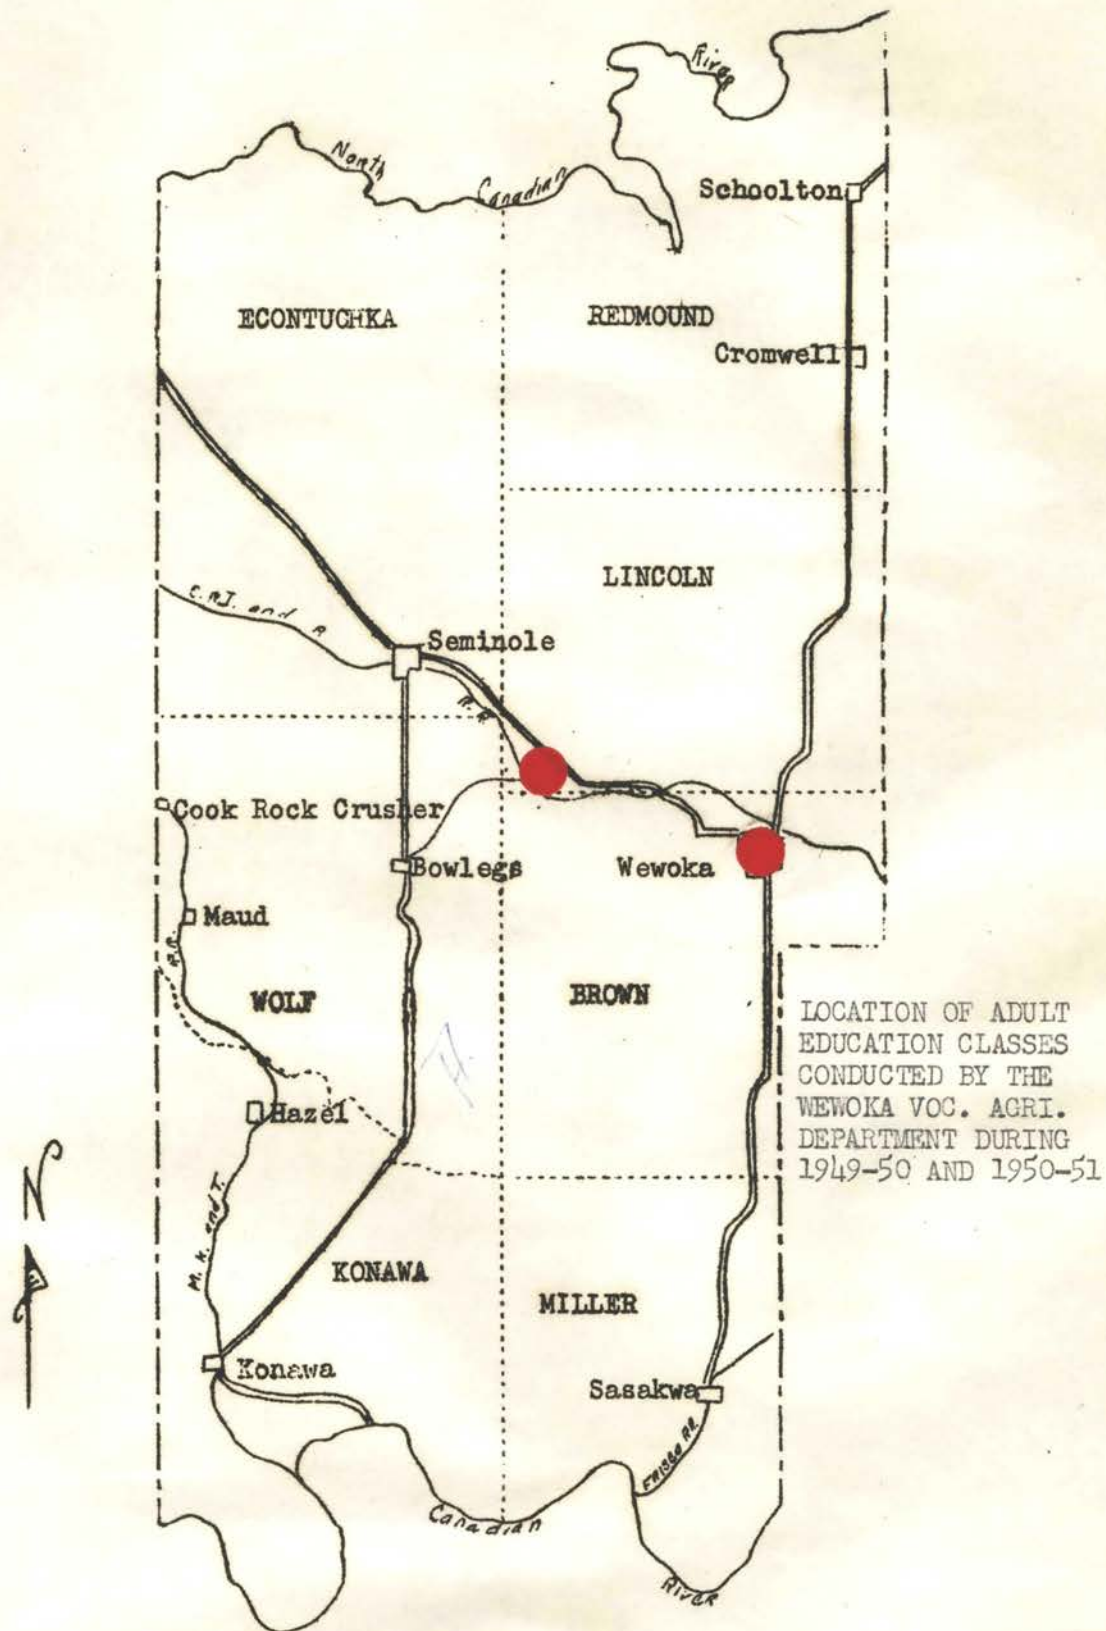 River
North
Canadian
Schoolton
ECONTUCHKA
REDMOUND
Cromwell
LINCOLN
C.R.I. and P.
Seminole
R.R.
Cook Rock Crusher
Bowlegs
Wewoka
Maud
R.R.
WOLF
BROWN
LOCATION OF ADULT
EDUCATION CLASSES
CONDUCTED BY THE
WEWOKA VOC. AGRI.
DEPARTMENT DURING
1949-50 AND 1950-51
Hazel
N
M. K. and T.
KONAWA
MILLER
Konawa
Sasakwa
FRISCO RR.
Canadian
River